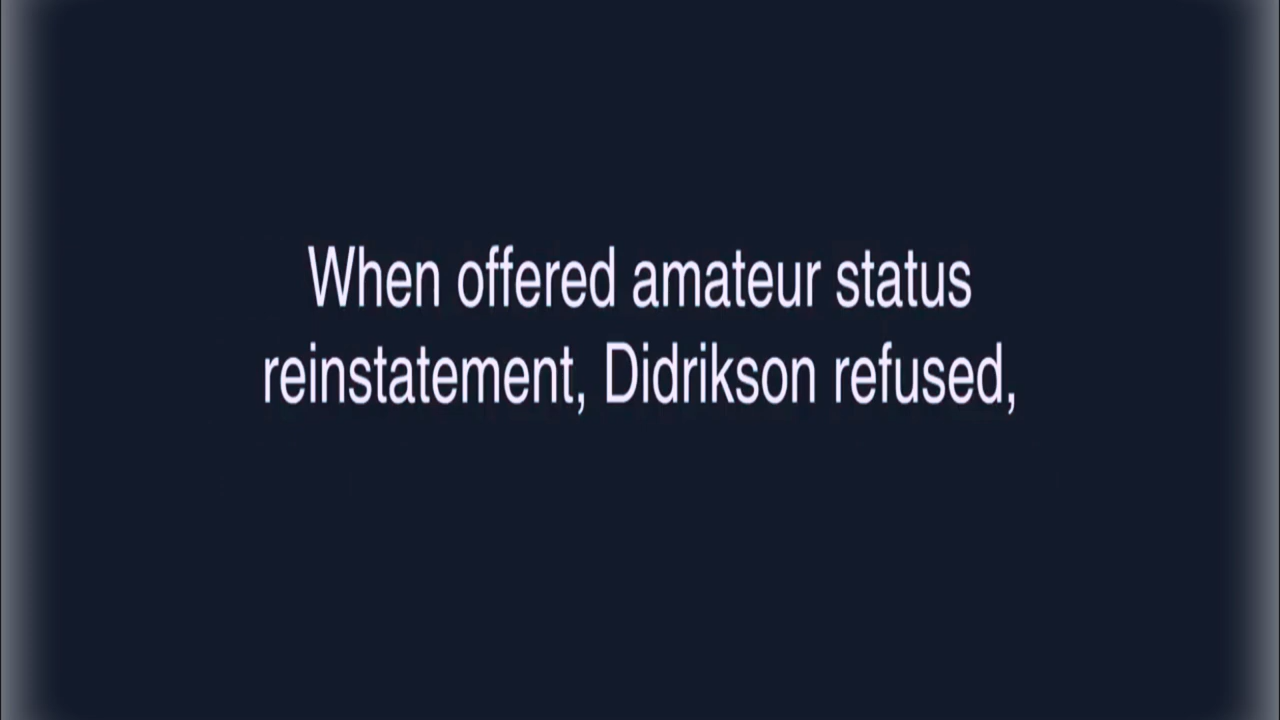 When offered amateur status
reinstatement, Didrikson refused,